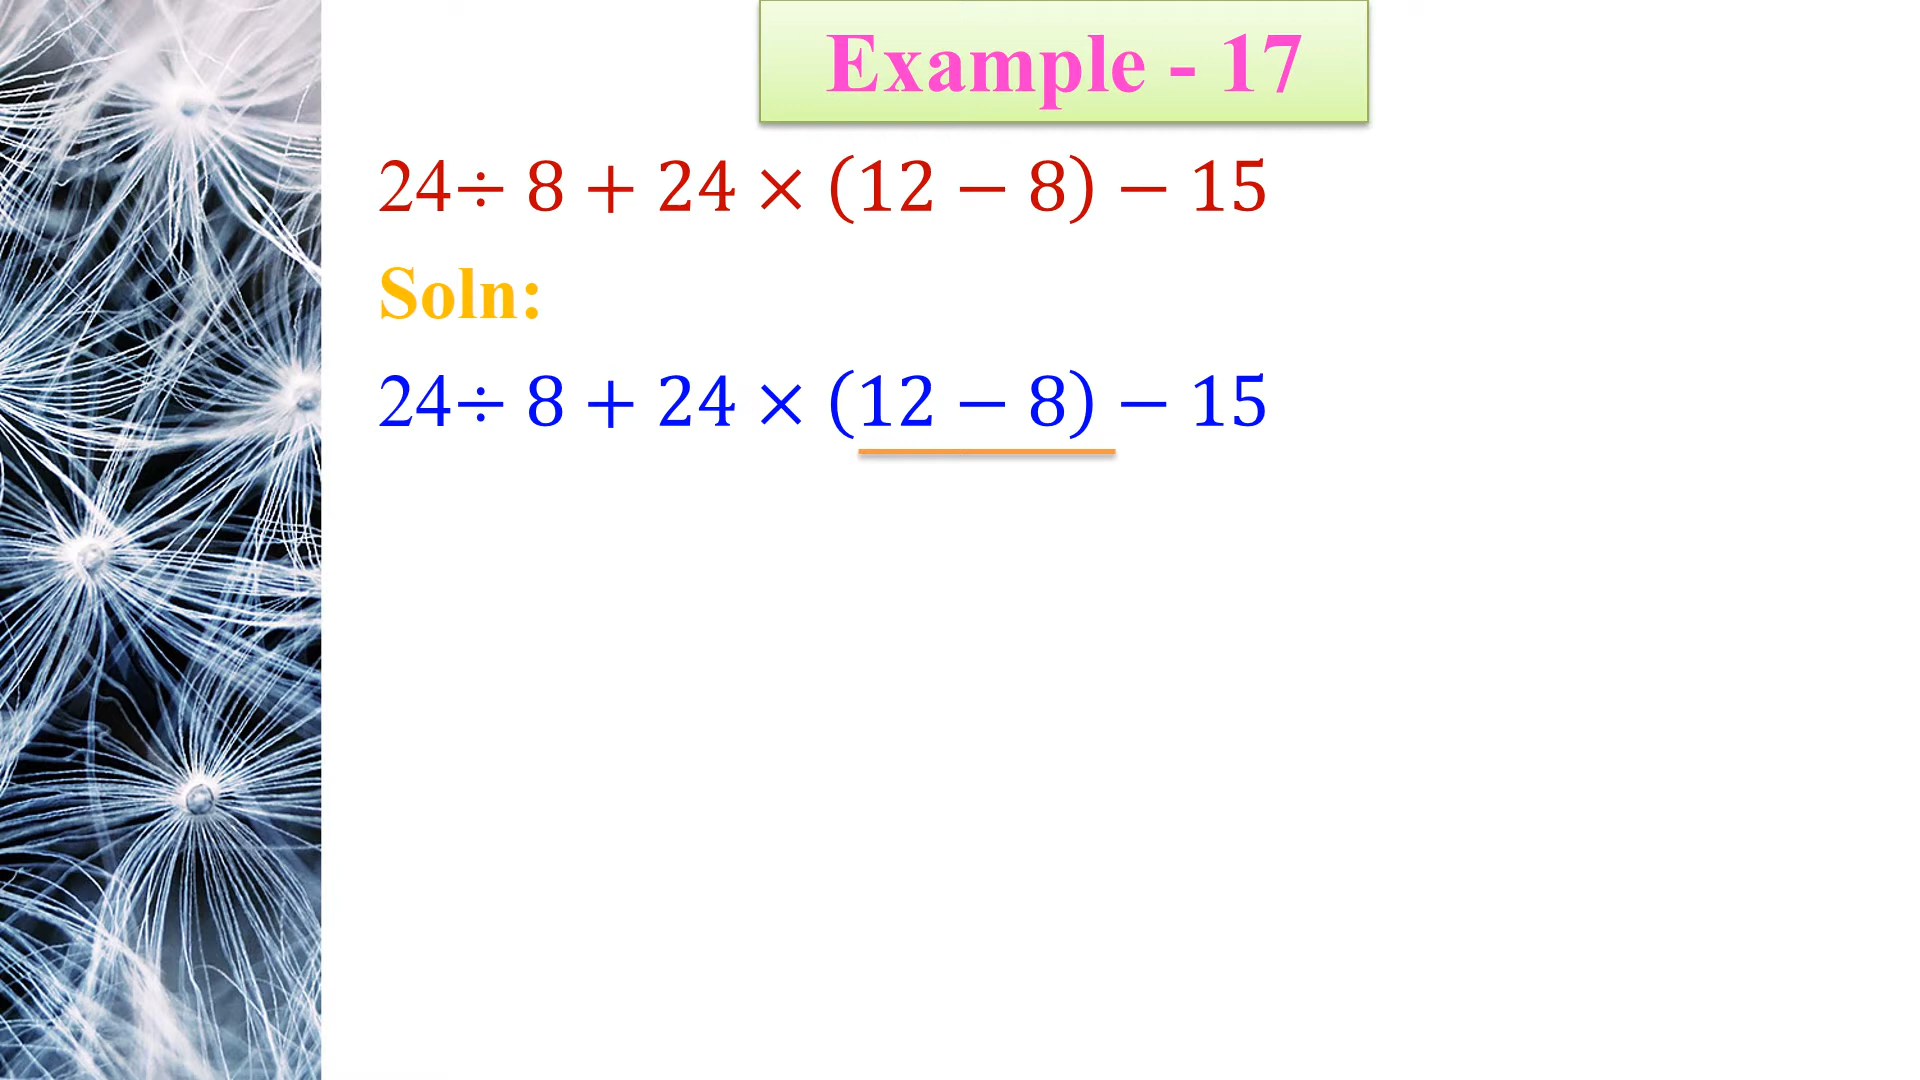 Example - 17
24÷ 8 + 24 × (12 − 8) − 15
Soln:
24÷ 8 + 24 × (12 − 8) − 15